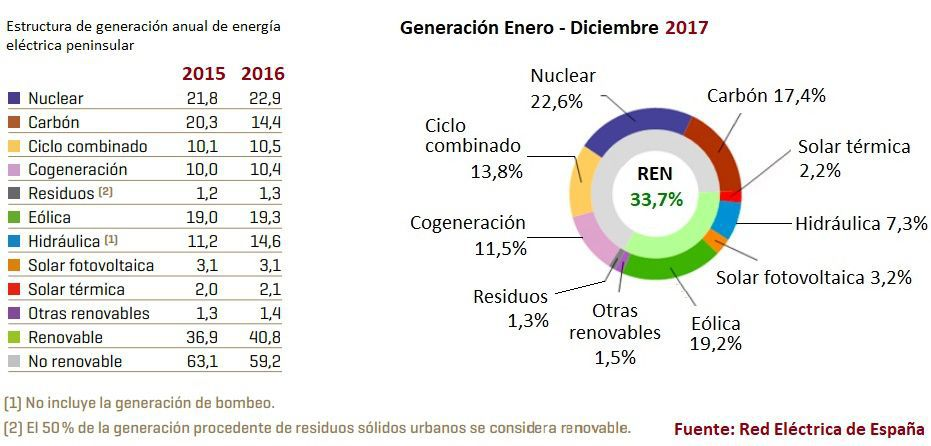 Estructura de generación anual de energía
eléctrica peninsular
2015 2016
Nuclear 21,8 22,9
Carbón 20,3 14,4
Ciclo combinado 10,1 10,5
Cogeneración 10,0 10,4
Residuos (2) 1,2 1,3
Eólica 19,0 19,3
Hidráulica (1) 11,2 14,6
Solar fotovoltaica 3,1 3,1
Solar térmica 2,0 2,1
Otras renovables 1,3 1,4
Renovable 36,9 40,8
No renovable 63,1 59,2
Generación Enero - Diciembre 2017
Nuclear
22,6%
Carbón 17,4%
Ciclo
combinado
13,8%
Solar térmica
2,2%
REN
33,7%
Cogeneración
11,5%
Hidráulica 7,3%
Solar fotovoltaica 3,2%
Residuos
1,3%
Otras
renovables
1,5%
Eólica
19,2%
(1) No incluye la generación de bombeo.
(2) El 50% de la generación procedente de residuos sólidos urbanos se considera renovable.
Fuente: Red Eléctrica de España